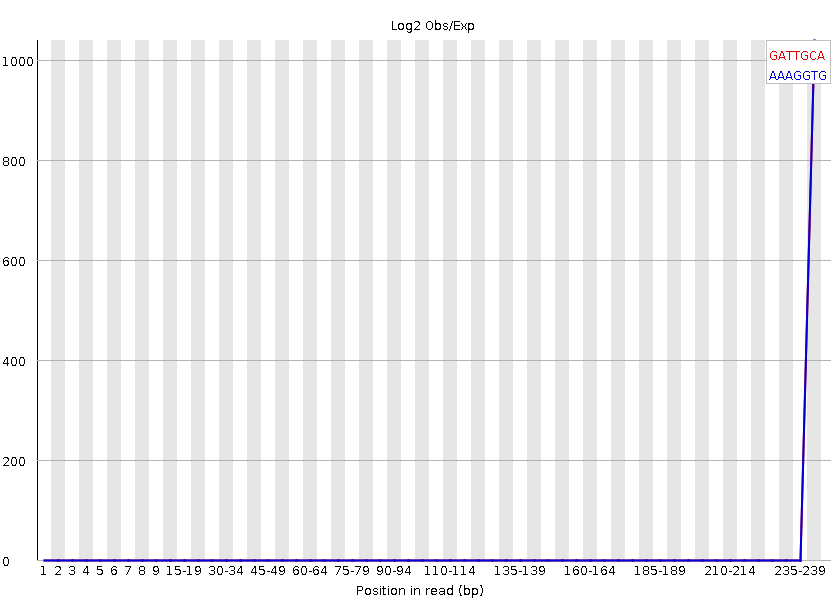 Log2 Obs/Exp
1000
800
600
400
200
0
GATTGCA
AAAGGTG
1 2 3 4 5 6 7 8 9 15-19 30-34 45-49 60-64 75-79 90-94 110-114 135-139 160-164 185-189 210-214 235-239
Position in read (bp)